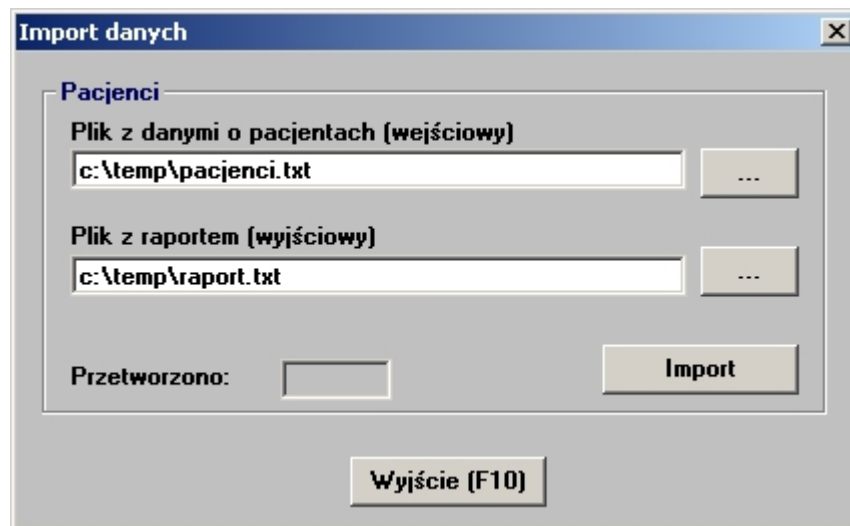 Import danych
Pacjenci
Plik z danymi o pacjentach (wejściowy)
c:\temp\pacjenci.txt
...
Plik z raportem (wyjściowy)
c:\temp\raport.txt
...
Przetworzono:
Import
Wyjście (F10)